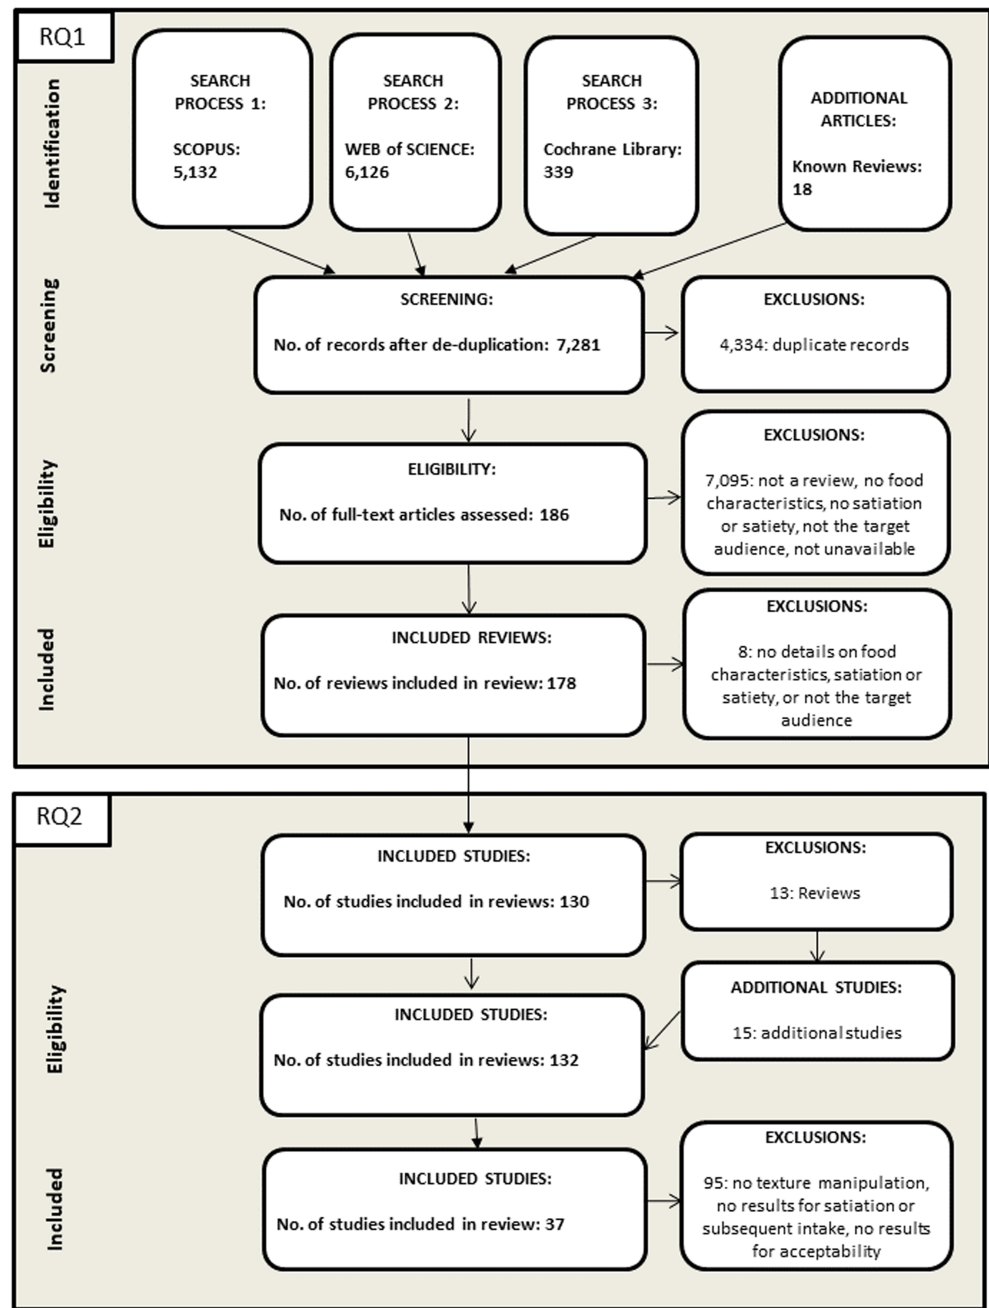 RQ1
Identification
SEARCH
PROCESS 1:
SCOPUS:
5,132
SEARCH
PROCESS 2:
WEB of SCIENCE:
6,126
SEARCH
PROCESS 3:
Cochrane Library:
339
ADDITIONAL
ARTICLES:
Known Reviews:
18
Screening
SCREENING:
No. of records after de-duplication: 7,281
EXCLUSIONS:
4,334: duplicate records
Eligibility
ELIGIBILITY:
No. of full-text articles assessed: 186
EXCLUSIONS:
7,095: not a review, no food
characteristics, no satiation
or satiety, not the target
audience, not unavailable
Included
INCLUDED REVIEWS:
No. of reviews included in review: 178
EXCLUSIONS:
8: no details on food
characteristics, satiation or
satiety, or not the target
audience
RQ2
INCLUDED STUDIES:
No. of studies included in reviews: 130
EXCLUSIONS:
13: Reviews
Eligibility
INCLUDED STUDIES:
No. of studies included in reviews: 132
ADDITIONAL STUDIES:
15: additional studies
Included
INCLUDED STUDIES:
No. of studies included in review: 37
EXCLUSIONS:
95: no texture manipulation,
no results for satiation or
subsequent intake, no results
for acceptability